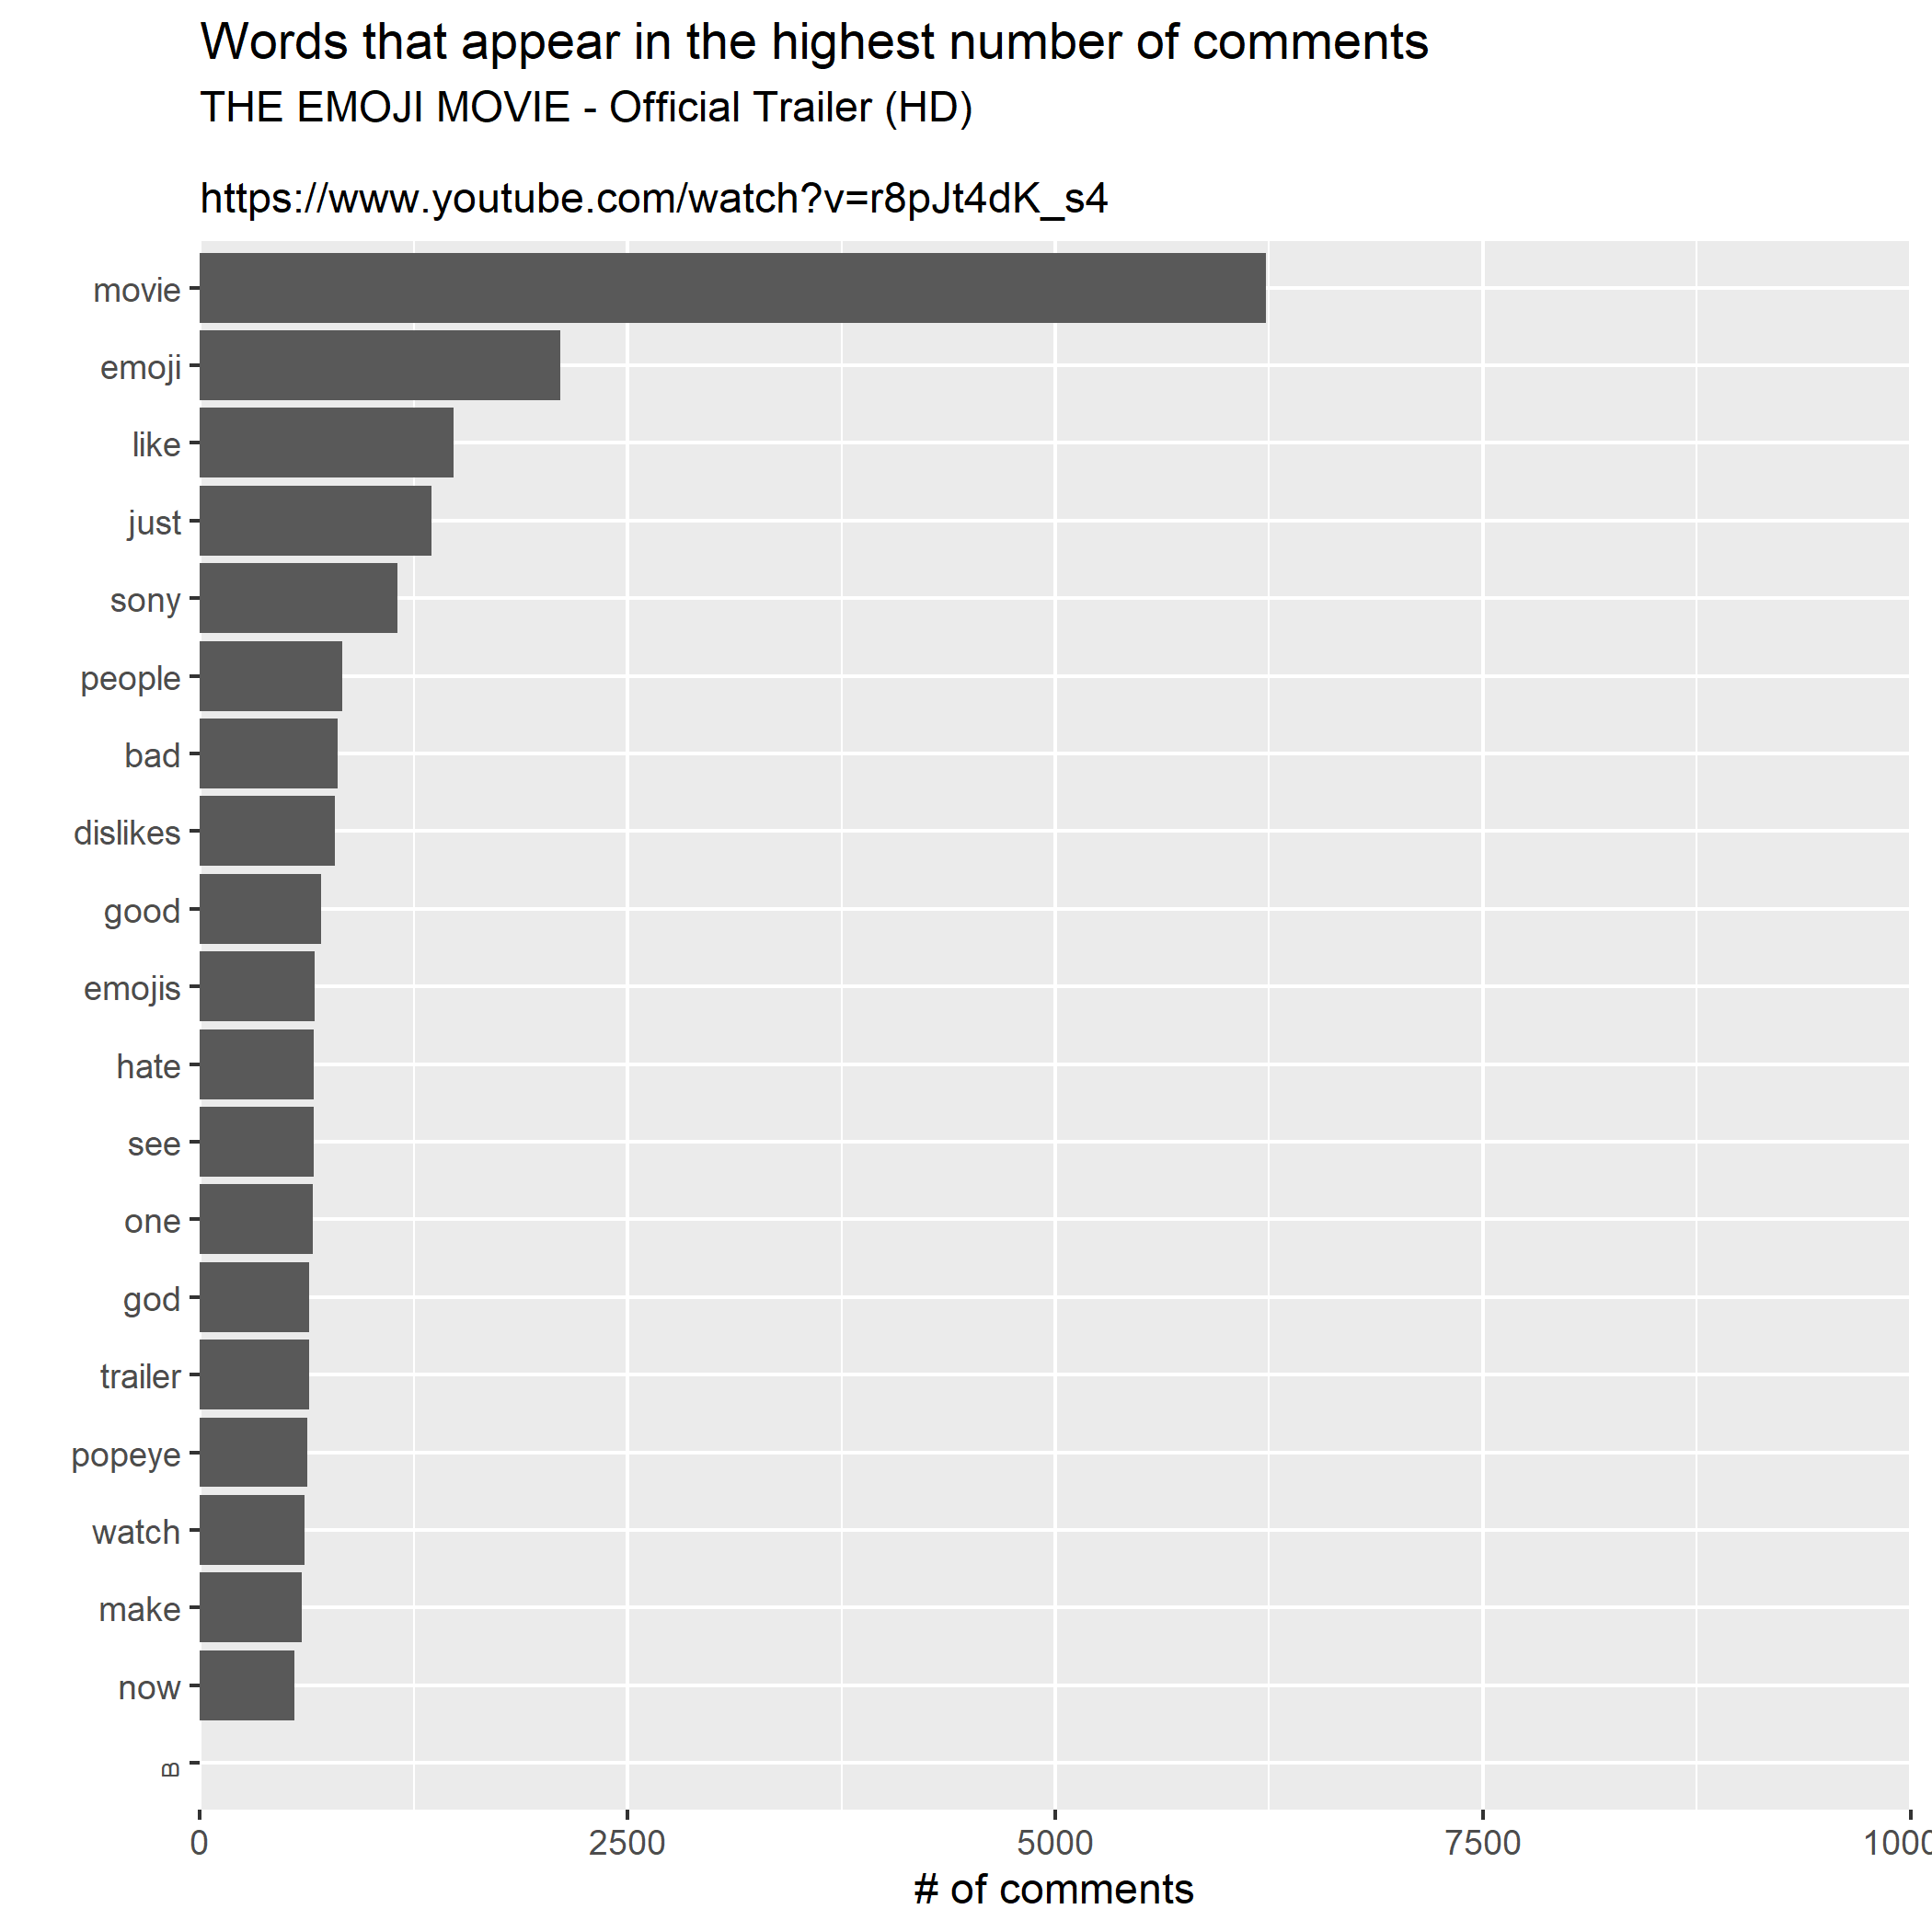 Words that appear in the highest number of comments
THE EMOJI MOVIE - Official Trailer (HD)
https://www.youtube.com/watch?v=r8pJt4dK_s4
movie
emoji
like
just
sony
people
bad
dislikes
good
emojis
hate
see
one
god
trailer
popeye
watch
make
now
0 2500 5000 7500 1000
# of comments